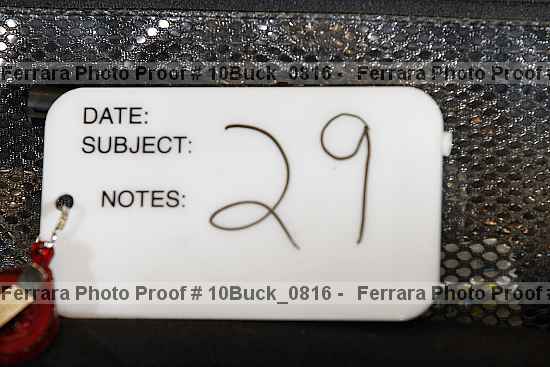 Ferrara Photo Proof # 10Buck_0816 - Ferrara Photo Proof #
DATE:
SUBJECT: 29
NOTES:
Ferrara Photo Proof # 10Buck_0816 - Ferrara Photo Proof #